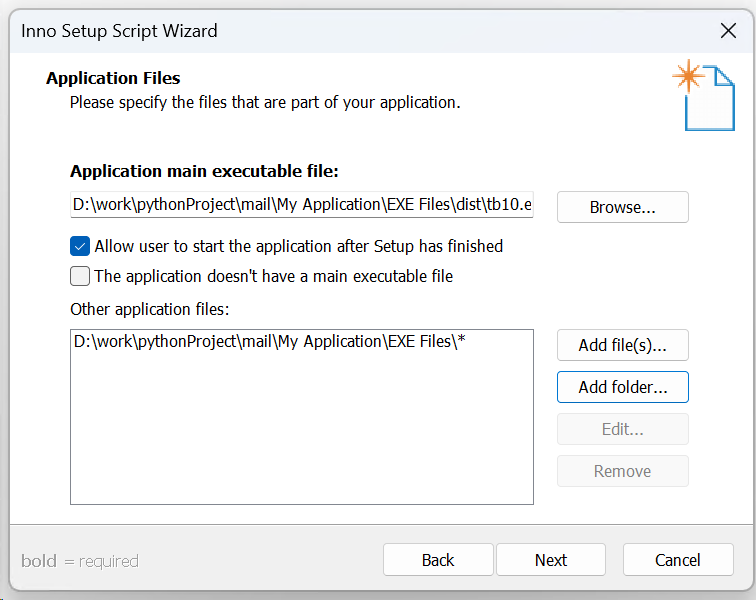 Inno Setup Script Wizard
Application Files
Please specify the files that are part of your application.
Application main executable file:
D:\work\pythonProject\mail\My Application\EXE Files\dist\tb10.e
Browse...
Allow user to start the application after Setup has finished
The application doesn't have a main executable file
Other application files:
D:\work\pythonProject\mail\My Application\EXE Files\*
Add file(s)...
Add folder...
Edit...
Remove
bold = required
Back
Next
Cancel